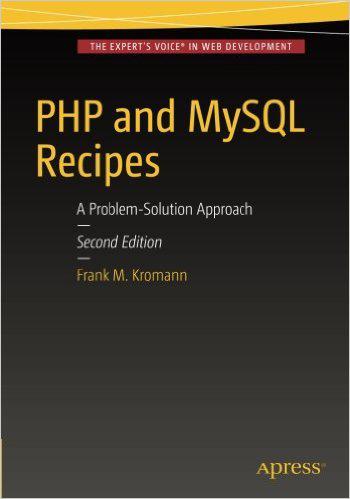 THE EXPERT'S VOICE® IN WEB DEVELOPMENT
PHP and MySQL
Recipes
A Problem-Solution Approach
—
Second Edition
—
Frank M. Kromann
Apress®